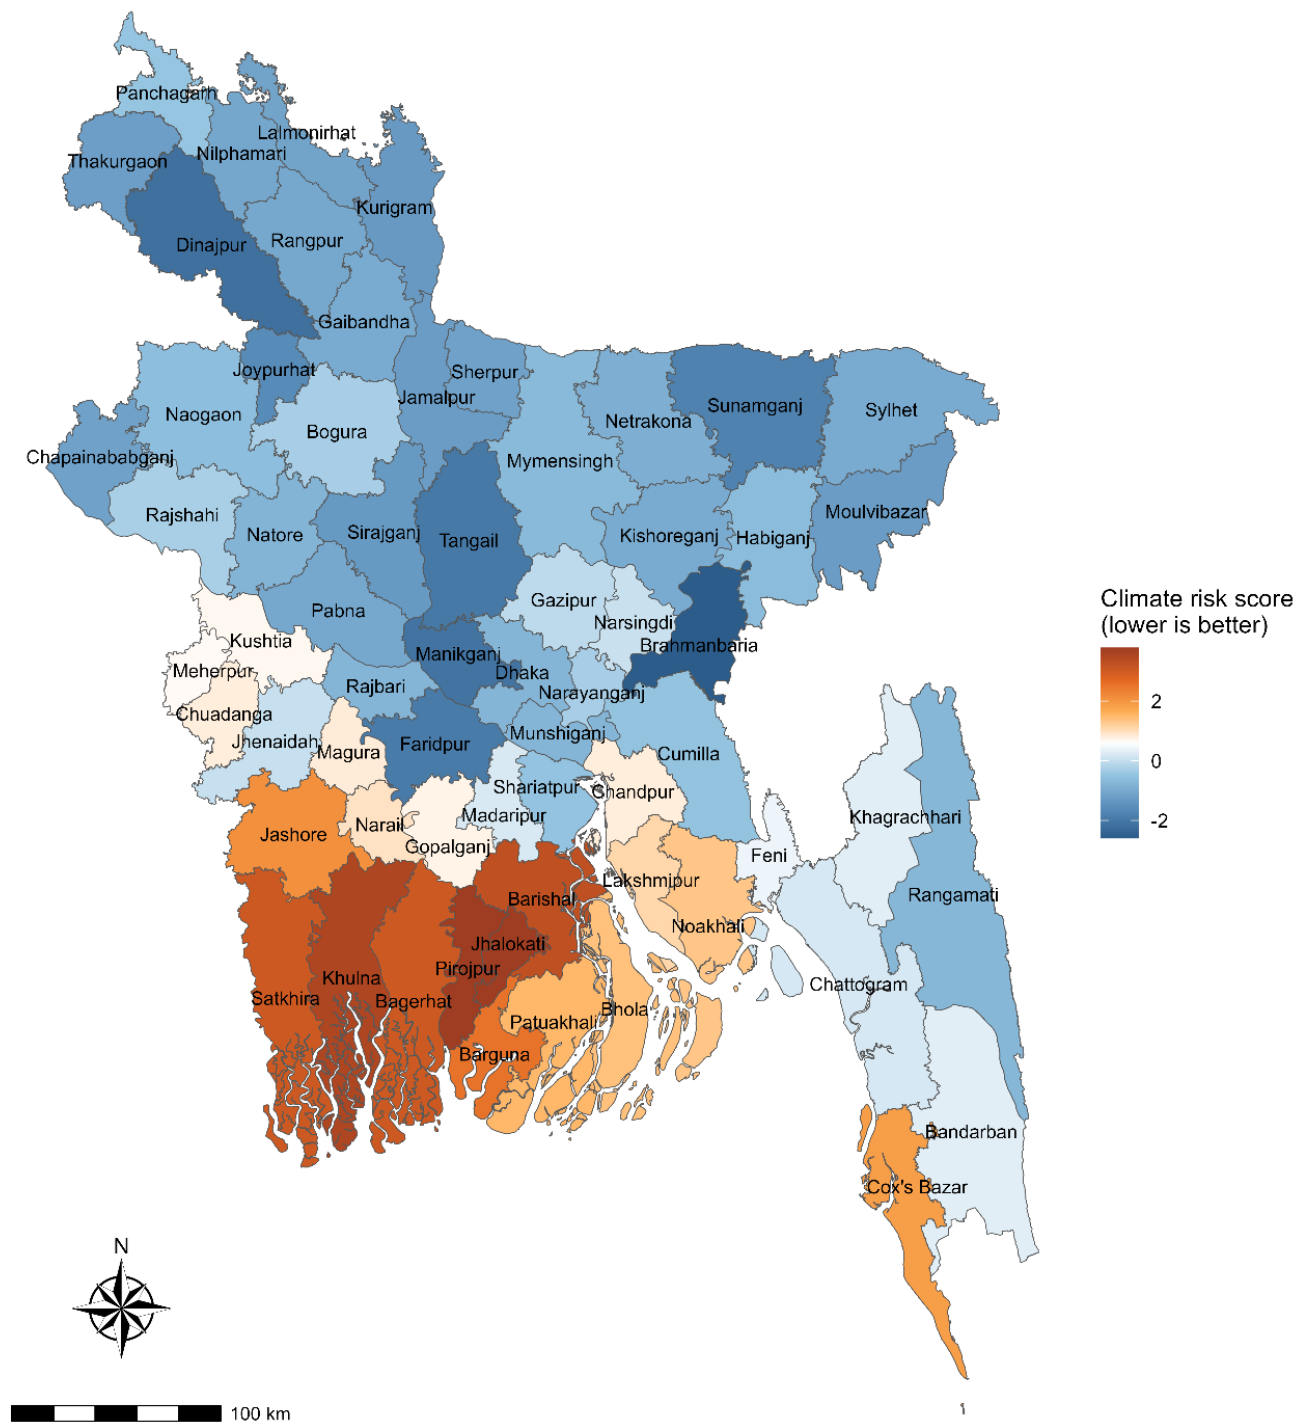 Panchagarh
Lalmonirhat
Thakurgaon
Nilphamari
Kurigram
Dinajpur
Rangpur
Gaibandha
Joypurhat
Sherpur
Jamalpur
Naogaon
Bogura
Netrakona
Sunamganj
Sylhet
Chapainababganj
Mymensingh
Rajshahi
Natore
Sirajganj
Tangail
Kishoreganj
Habiganj
Moulvibazar
Pabna
Gazipur
Narsingdi
Brahmanbaria
Climate risk score
(lower is better)
Kushtia
Meherpur
Manikganj
Dhaka
Rajbari
Narayanganj
2
Chuadanga
Jhenaidah
Magura
Faridpur
Munshiganj
Cumilla
0
Shariatpur
Chandpur
Madaripur
Khagrachhari
-2
Jashore
Narail
Gopalganj
Feni
Lakshmipur
Rangamati
Barishal
Noakhali
Jhalokati
Pirojpur
Khulna
Satkhira
Bagerhat
Chattogram
Bhola
Patuakhali
Barguna
Bandarban
Cox's Bazar
N
100 km